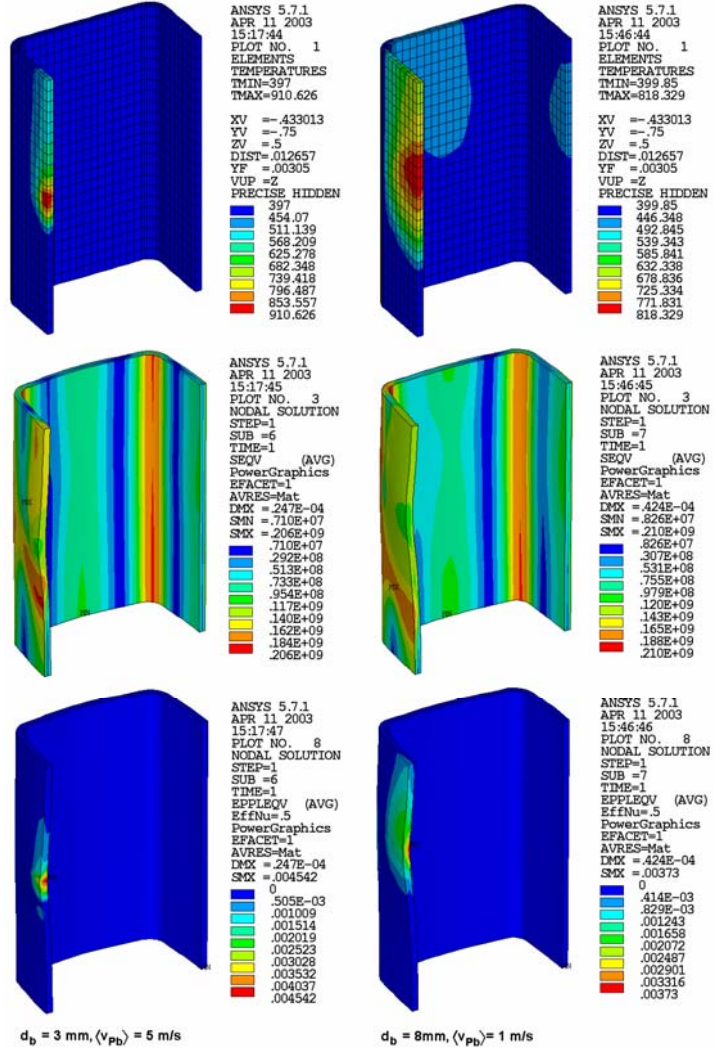 ANSYS 5.7.1
APR 11 2003
15:17:44
PLOT NO. 1
ELEMENTS
TEMPERATURES
TMIN=397
TMAX=910.626
XV =-.433013
YV =-.75
ZV =.5
DIST=.012657
YF =.00305
VUP =Z
PRECISE HIDDEN
397
454.07
511.139
568.209
625.278
682.348
739.418
796.487
853.557
910.626
ANSYS 5.7.1
APR 11 2003
15:46:44
PLOT NO. 1
ELEMENTS
TEMPERATURES
TMIN=399.85
TMAX=818.329
XV =-.433013
YV =-.75
ZV =.5
DIST=.012657
YF =.00305
VUP =Z
PRECISE HIDDEN
399.85
446.348
492.845
539.343
585.841
632.338
678.836
725.334
771.831
818.329
ANSYS 5.7.1
APR 11 2003
15:17:45
PLOT NO. 3
NODAL SOLUTION
STEP=1
SUB =6
TIME=1
SEQV (AVG)
PowerGraphics
EFACET=1
AVRES=Mat
DMX =.247E-04
SMN =.710E+07
SMX =.206E+09
.710E+07
.292E+08
.513E+08
.733E+08
.954E+08
.117E+09
.140E+09
.162E+09
.184E+09
.206E+09
ANSYS 5.7.1
APR 11 2003
15:46:45
PLOT NO. 3
NODAL SOLUTION
STEP=1
SUB =7
TIME=1
SEQV (AVG)
PowerGraphics
EFACET=1
AVRES=Mat
DMX =.424E-04
SMN =.826E+07
SMX =.210E+09
.826E+07
.307E+08
.531E+08
.755E+08
.979E+08
.120E+09
.143E+09
.165E+09
.188E+09
.210E+09
ANSYS 5.7.1
APR 11 2003
15:17:47
PLOT NO. 8
NODAL SOLUTION
STEP=1
SUB =6
TIME=1
EPPLEQV (AVG)
EffNu=.5
PowerGraphics
EFACET=1
AVRES=Mat
DMX =.247E-04
SMX =.004542
0
.505E-03
.001009
.001514
.002019
.002523
.003028
.003532
.004037
.004542
ANSYS 5.7.1
APR 11 2003
15:46:46
PLOT NO. 8
NODAL SOLUTION
STEP=1
SUB =7
TIME=1
EPPLEQV (AVG)
EffNu=.5
PowerGraphics
EFACET=1
AVRES=Mat
DMX =.424E-04
SMX =.00373
0
.414E-03
.829E-03
.001243
.001658
.002072
.002487
.002901
.003316
.00373
d_b = 3 mm, ⟨v_Pb⟩ = 5 m/s
d_b = 8mm, ⟨v_Pb⟩= 1 m/s